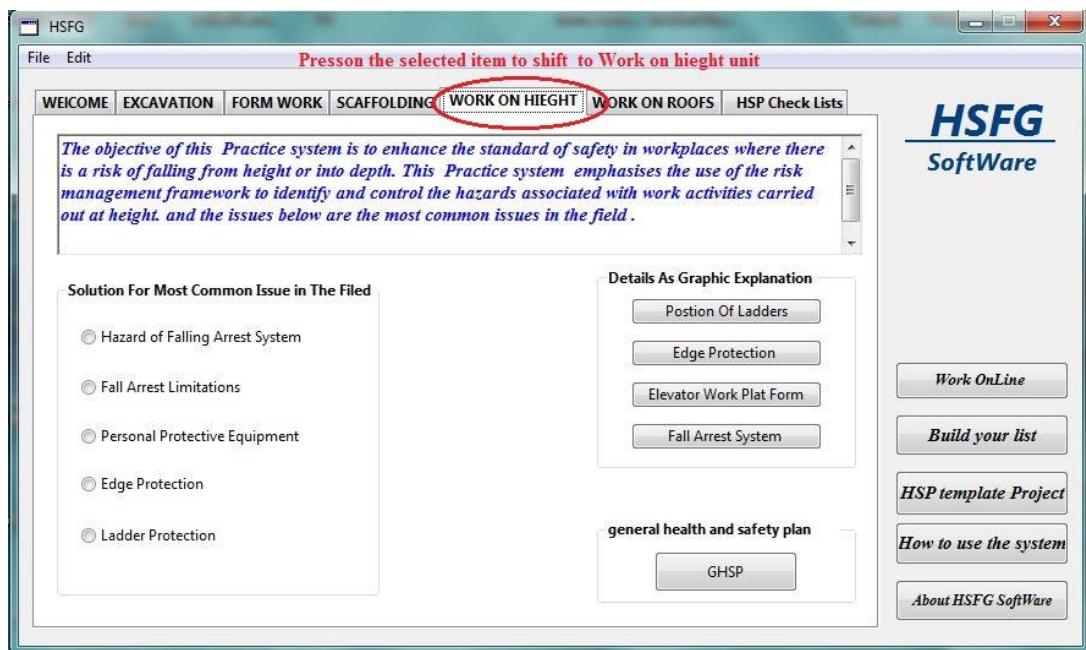 HSFG
File Edit
Presson the selected item to shift to Work on hieght unit
WElCOME EXCAVATION FORM WORK SCAFFOLDING WORK ON HIEGHT WORK ON ROOFS HSP Check Lists
HSFG
SoftWare
The objective of this Practice system is to enhance the standard of safety in workplaces where there
is a risk of falling from height or into depth. This Practice system emphasises the use of the risk
management framework to identify and control the hazards associated with work activities carried
out at height. and the issues below are the most common issues in the field .
Solution For Most Common Issue in The Filed
Hazard of Falling Arrest System
Fall Arrest Limitations
Personal Protective Equipment
Edge Protection
Ladder Protection
Details As Graphic Explanation
Postion Of Ladders
Edge Protection
Elevator Work Plat Form
Fall Arrest System
general health and safety plan
GHSP
Work OnLine
Build your list
HSP template Project
How to use the system
About HSFG SoftWare